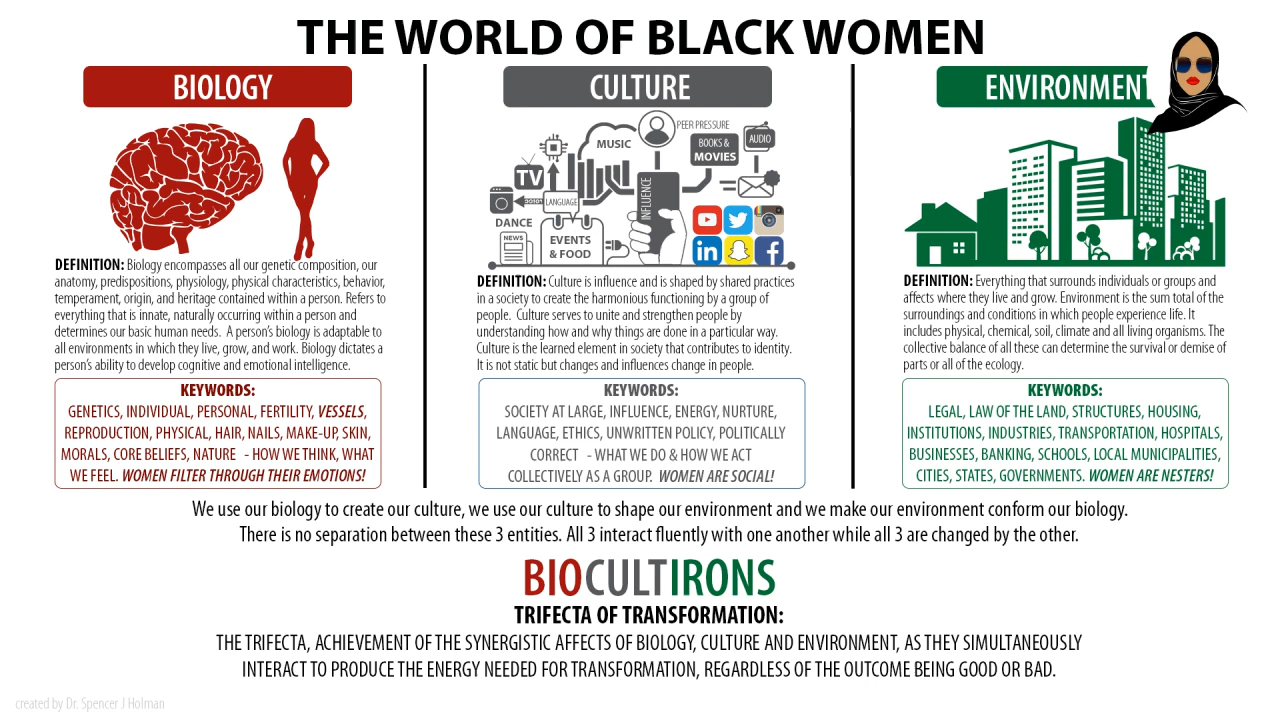 THE WORLD OF BLACK WOMEN
BIOLOGY
DEFINITION: Biology encompasses all our genetic composition, our
anatomy, predispositions, physiology, physical characteristics, behavior,
temperament, origin, and heritage contained within a person. Refers to
everything that is innate, naturally occurring within a person and
determines our basic human needs.  A person's biology is adaptable to
all environments in which they live, grow, and work. Biology dictates a
person's ability to develop cognitive and emotional intelligence.
KEYWORDS:
GENETICS, INDIVIDUAL, PERSONAL, FERTILITY, VESSELS,
REPRODUCTION, PHYSICAL, HAIR, NAILS, MAKE-UP, SKIN,
MORALS, CORE BELIEFS, NATURE  - HOW WE THINK, WHAT
WE FEEL. WOMEN FILTER THROUGH THEIR EMOTIONS!
CULTURE
PEER PRESSURE
MUSIC
BOOKS &
MOVIES
AUDIO
TV
LANGUAGE
INFLUENCE
DANCE
NEWS
EVENTS
& FOOD
in
f
DEFINITION: Culture is influence and is shaped by shared practices
in a society to create the harmonious functioning by a group of
people.  Culture serves to unite and strengthen people by
understanding how and why things are done in a particular way.
Culture is the learned element in society that contributes to identity.
It is not static but changes and influences change in people.
KEYWORDS:
SOCIETY AT LARGE, INFLUENCE, ENERGY, NURTURE,
LANGUAGE, ETHICS, UNWRITTEN POLICY, POLITICALLY
CORRECT  - WHAT WE DO & HOW WE ACT
COLLECTIVELY AS A GROUP.  WOMEN ARE SOCIAL!
ENVIRONMENT
DEFINITION: Everything that surrounds individuals or groups and
affects where they live and grow. Environment is the sum total of the
surroundings and conditions in which people experience life. It
includes physical, chemical, soil, climate and all living organisms. The
collective balance of all these can determine the survival or demise of
parts or all of the ecology.
KEYWORDS:
LEGAL, LAW OF THE LAND, STRUCTURES, HOUSING,
INSTITUTIONS, INDUSTRIES, TRANSPORTATION, HOSPITALS,
BUSINESSES, BANKING, SCHOOLS, LOCAL MUNICIPALITIES,
CITIES, STATES, GOVERNMENTS. WOMEN ARE NESTERS!
We use our biology to create our culture, we use our culture to shape our environment and we make our environment conform our biology.
There is no separation between these 3 entities. All 3 interact fluently with one another while all 3 are changed by the other.
BIOCULTIRONS
TRIFECTA OF TRANSFORMATION:
THE TRIFECTA, ACHIEVEMENT OF THE SYNERGISTIC AFFECTS OF BIOLOGY, CULTURE AND ENVIRONMENT, AS THEY SIMULTANEOUSLY
INTERACT TO PRODUCE THE ENERGY NEEDED FOR TRANSFORMATION, REGARDLESS OF THE OUTCOME BEING GOOD OR BAD.
created by Dr. Spencer J Holman